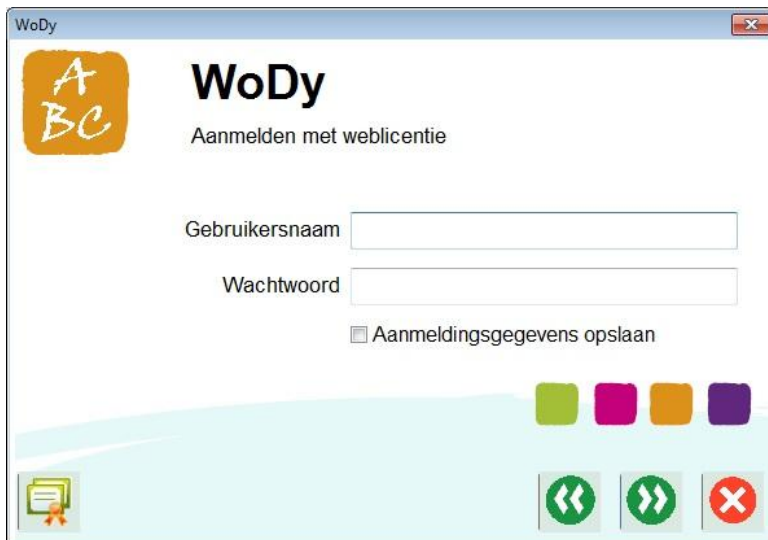 WoDy
A
BC
WoDy
Aanmelden met weblicentie
Gebruikersnaam
Wachtwoord
Aanmeldingsgegevens opslaan